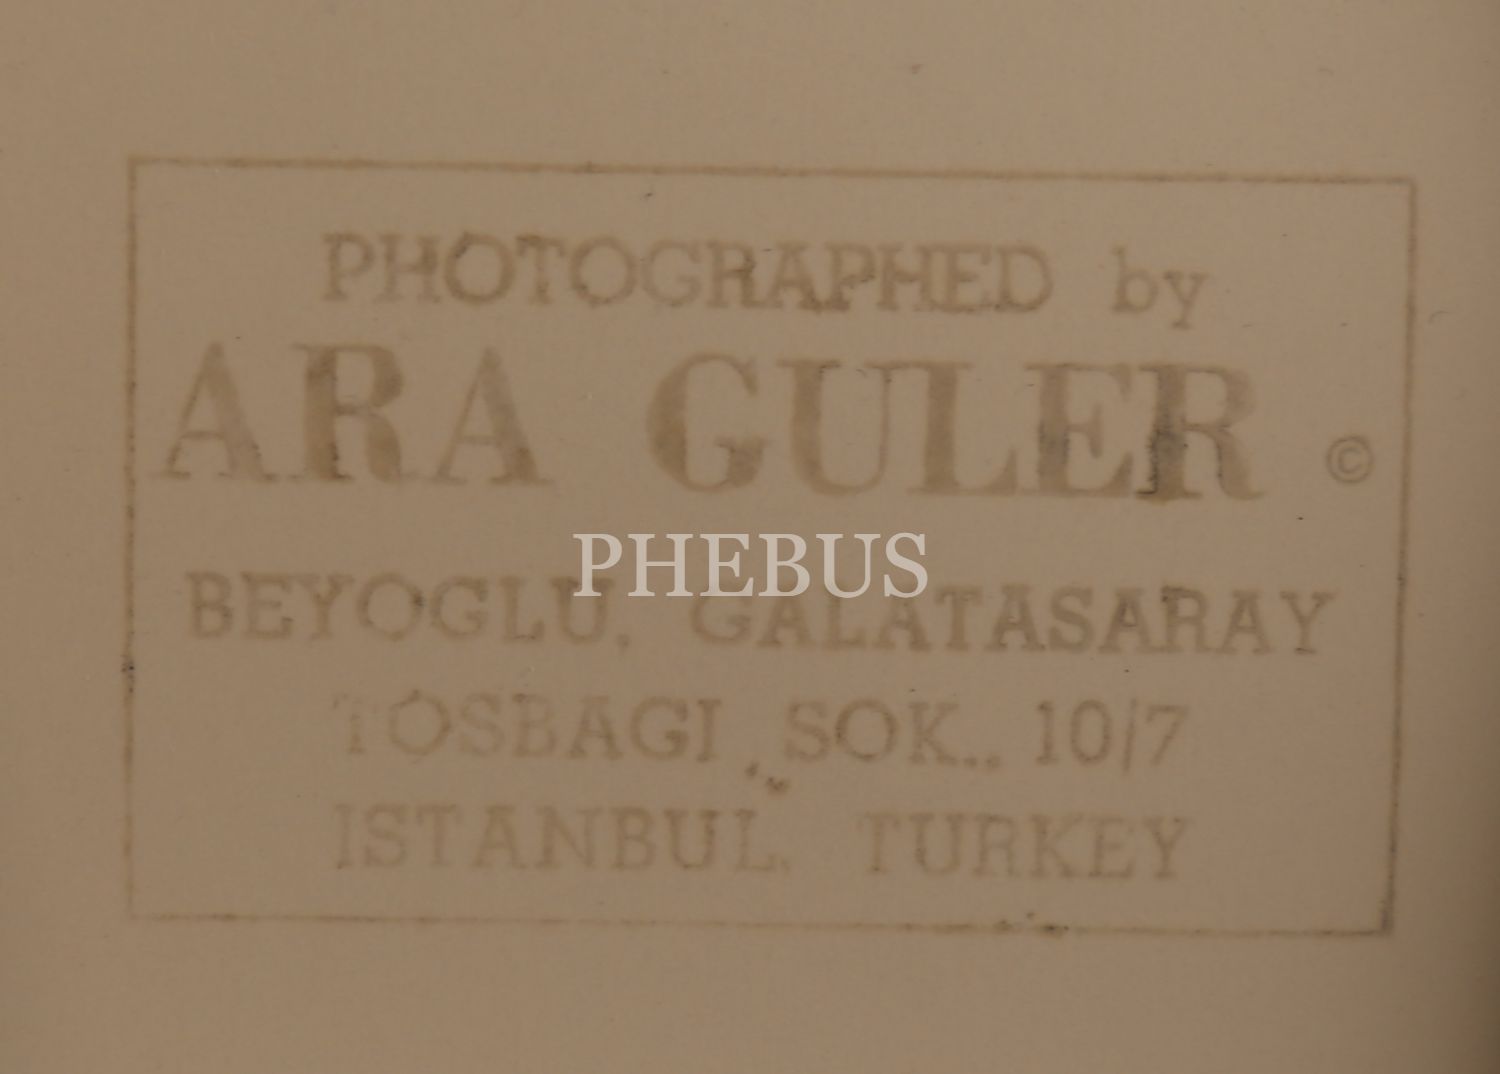 PHOTOGRAPHED by
ARA GULER ©
PHEBUS
BEYOGLU, GALATASARAY
TOSBAGI SOK., 10/7
ISTANBUL, TURKEY